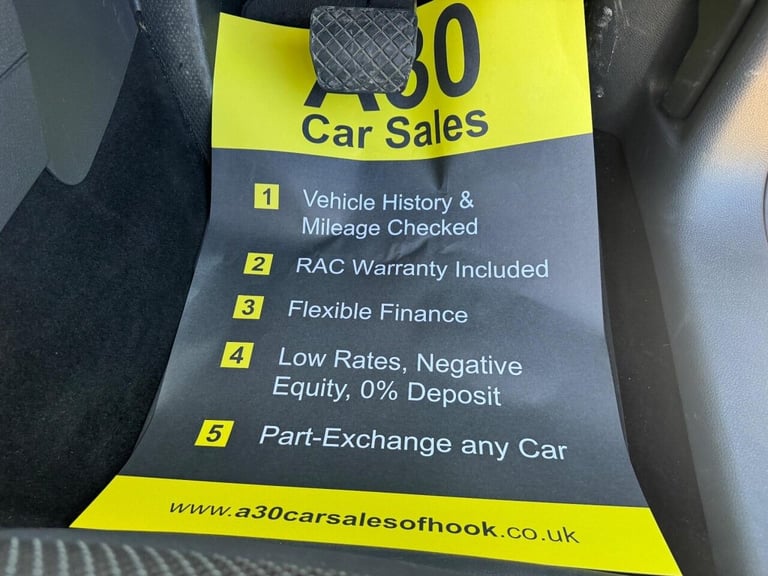 A30
Car Sales
1 Vehicle History &
Mileage Checked
2 RAC Warranty Included
3 Flexible Finance
4 Low Rates, Negative
Equity, 0% Deposit
5 Part-Exchange any Car
www.a30carsalesofhook.co.uk